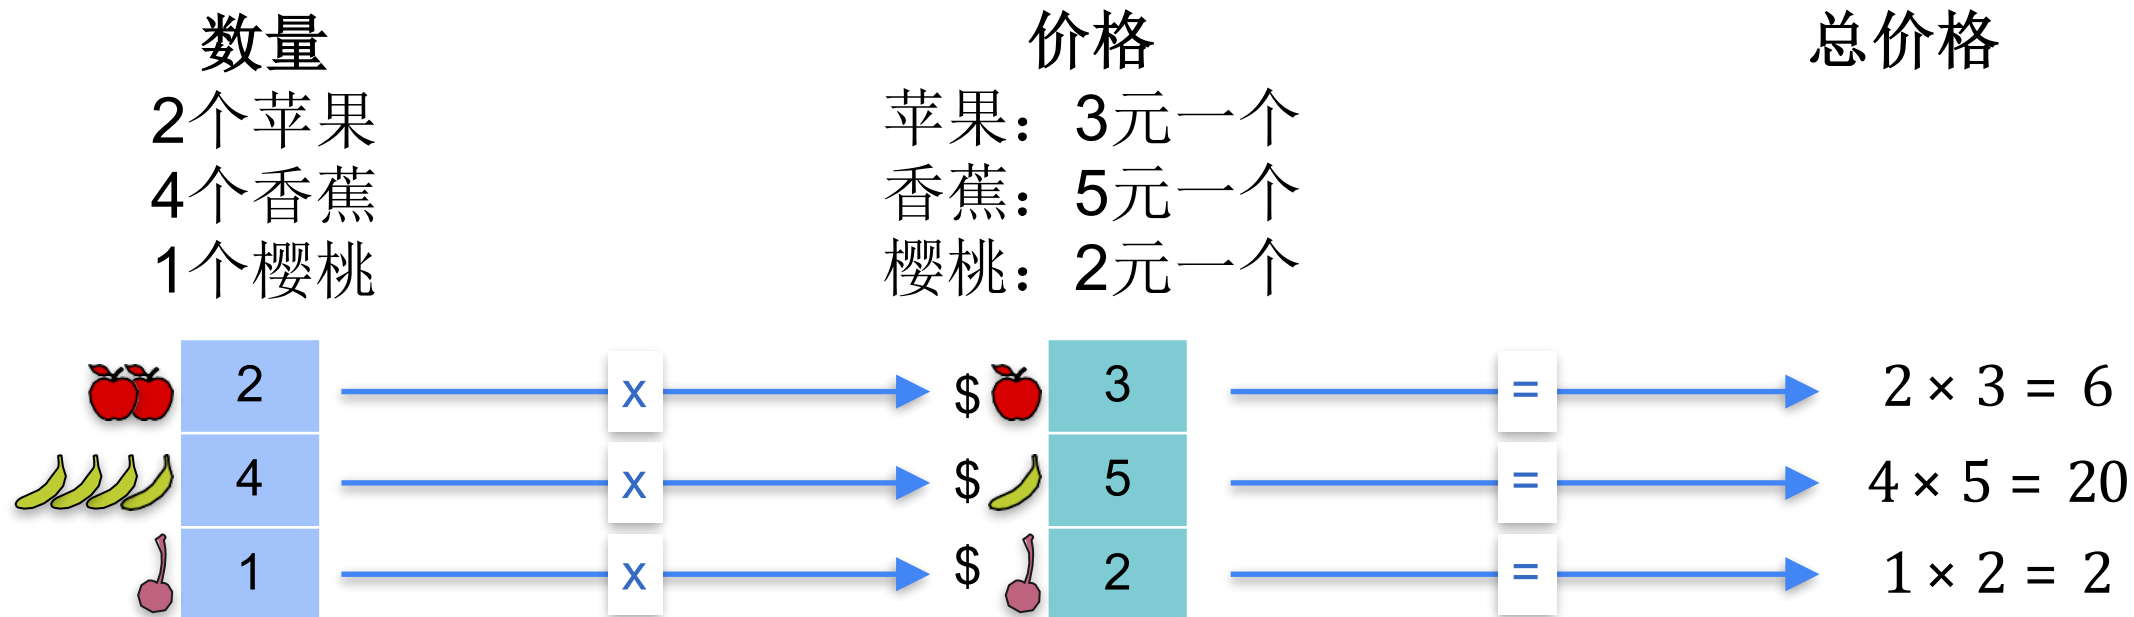 数量
2个苹果
4个香蕉
1个樱桃
价格
苹果：3元一个
香蕉：5元一个
樱桃：2元一个
总价格
2 x $ 3 = 2 × 3 = 6
4 x $ 5 = 4 × 5 = 20
1 x $ 2 = 1 × 2 = 2